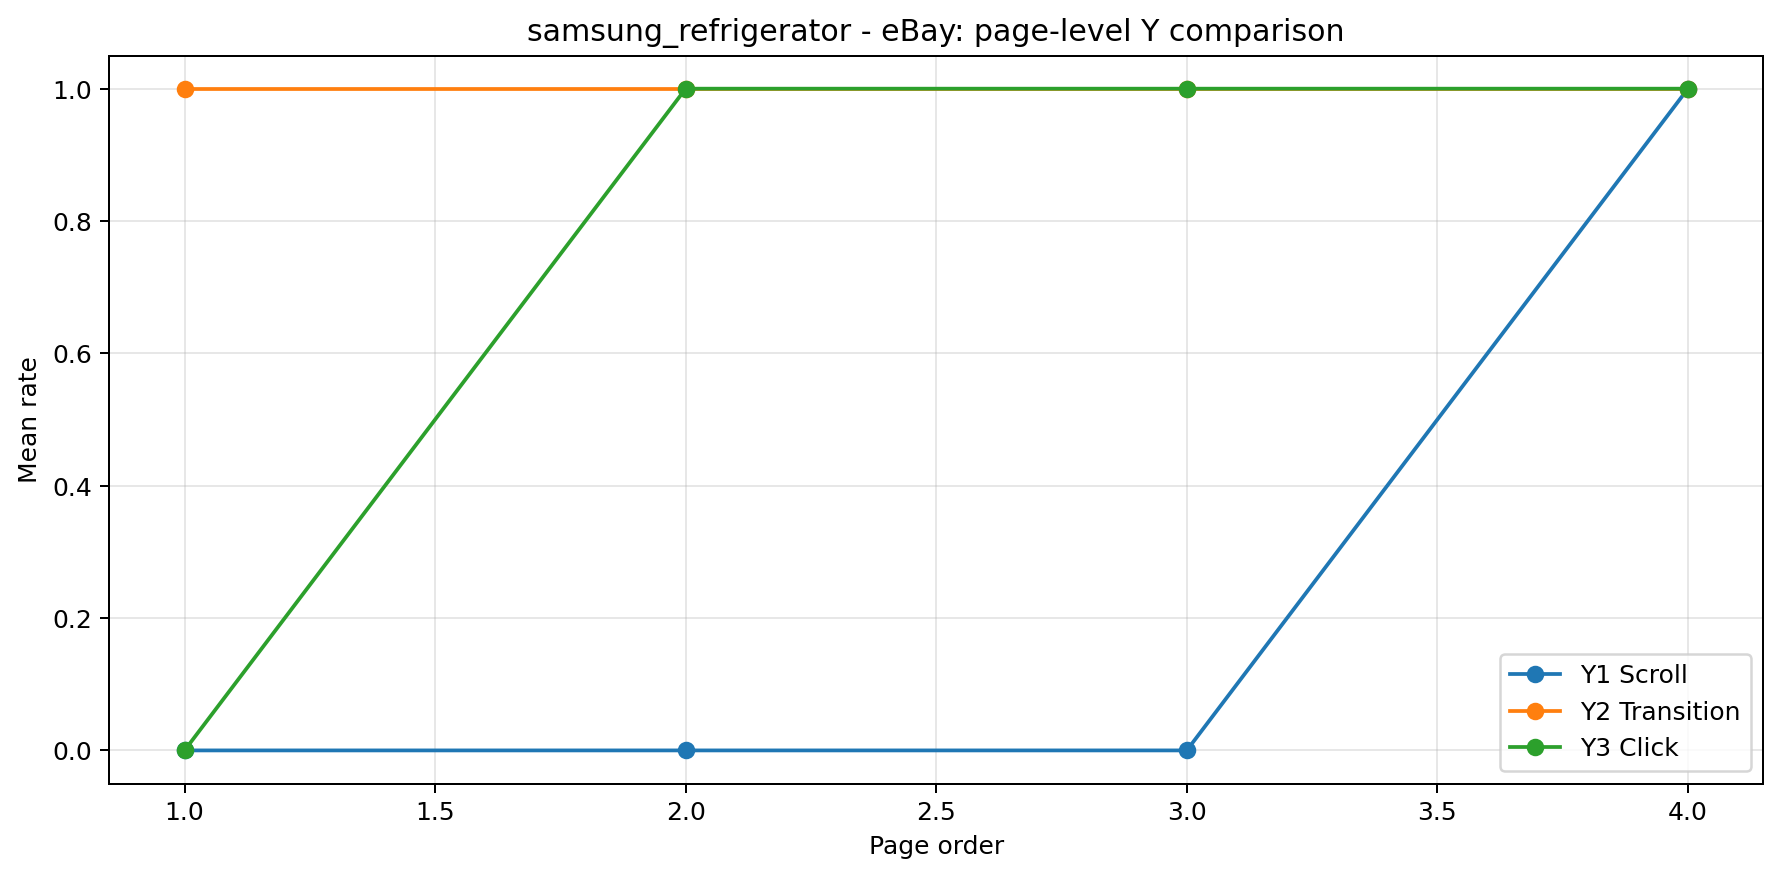 samsung_refrigerator - eBay: page-level Y comparison
Mean rate
1.0
0.8
0.6
0.4
0.2
0.0
Y1 Scroll
Y2 Transition
Y3 Click
1.0 1.5 2.0 2.5 3.0 3.5 4.0
Page order